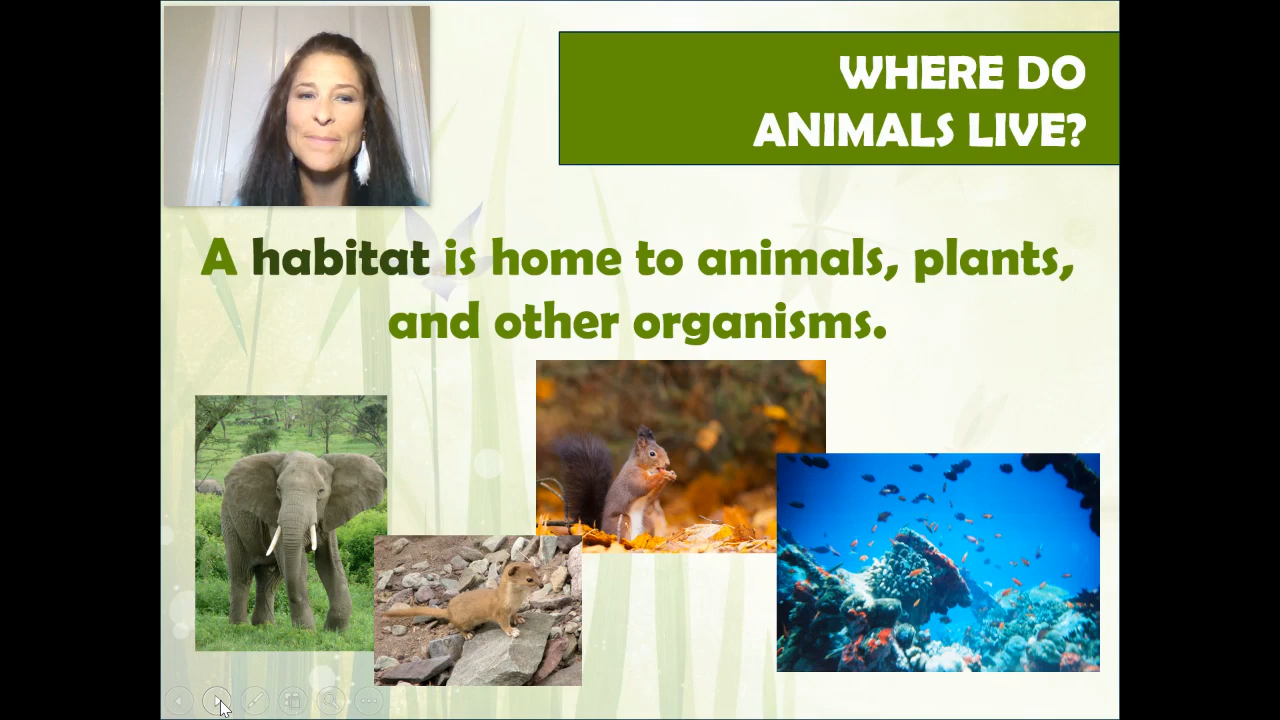 WHERE DO
ANIMALS LIVE?
A habitat is home to animals, plants,
and other organisms.